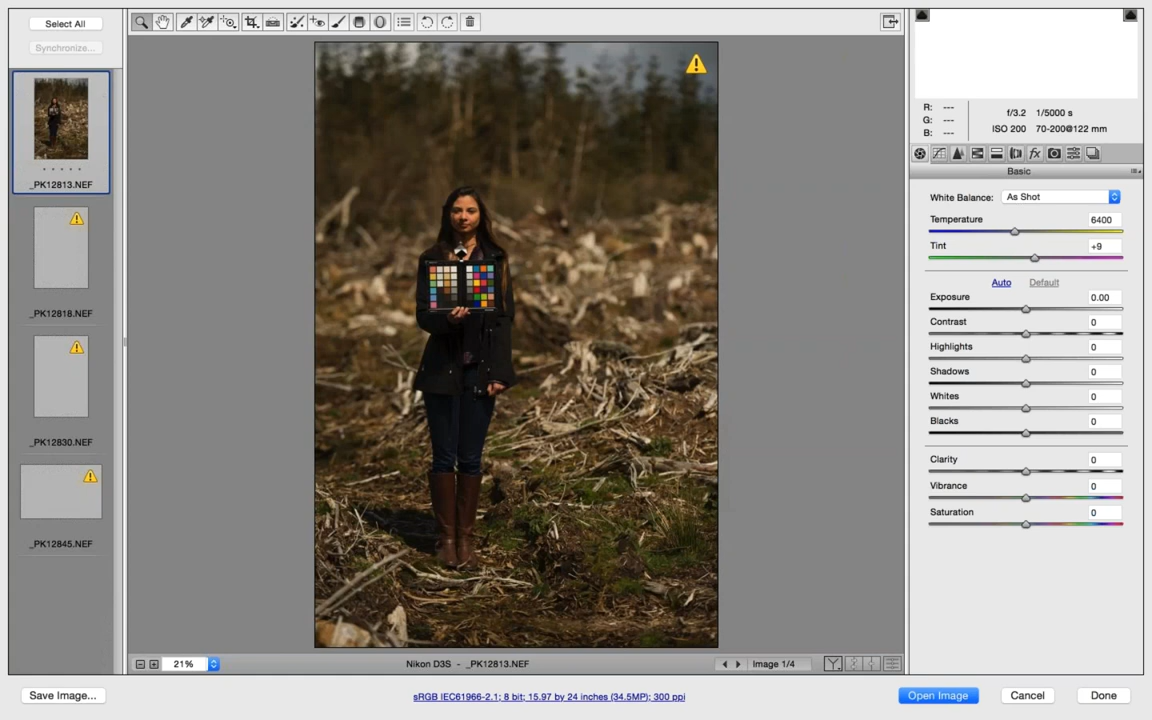 Select All
Synchronize...
_PK12813.NEF
_PK12818.NEF
_PK12830.NEF
_PK12845.NEF
21%
Nikon D3S - _PK12813.NEF
Image 1/4
R: ---
G: ---
B: ---
f/3.2 1/5000 s
ISO 200 70-200@122 mm
fx
Basic
White Balance: As Shot
Temperature 6400
Tint +9
Auto Default
Exposure 0.00
Contrast 0
Highlights 0
Shadows 0
Whites 0
Blacks 0
Clarity 0
Vibrance 0
Saturation 0
Save Image...
sRGB IEC61966-2.1; 8 bit; 15.97 by 24 inches (34.5MP); 300 ppi
Open Image
Cancel
Done